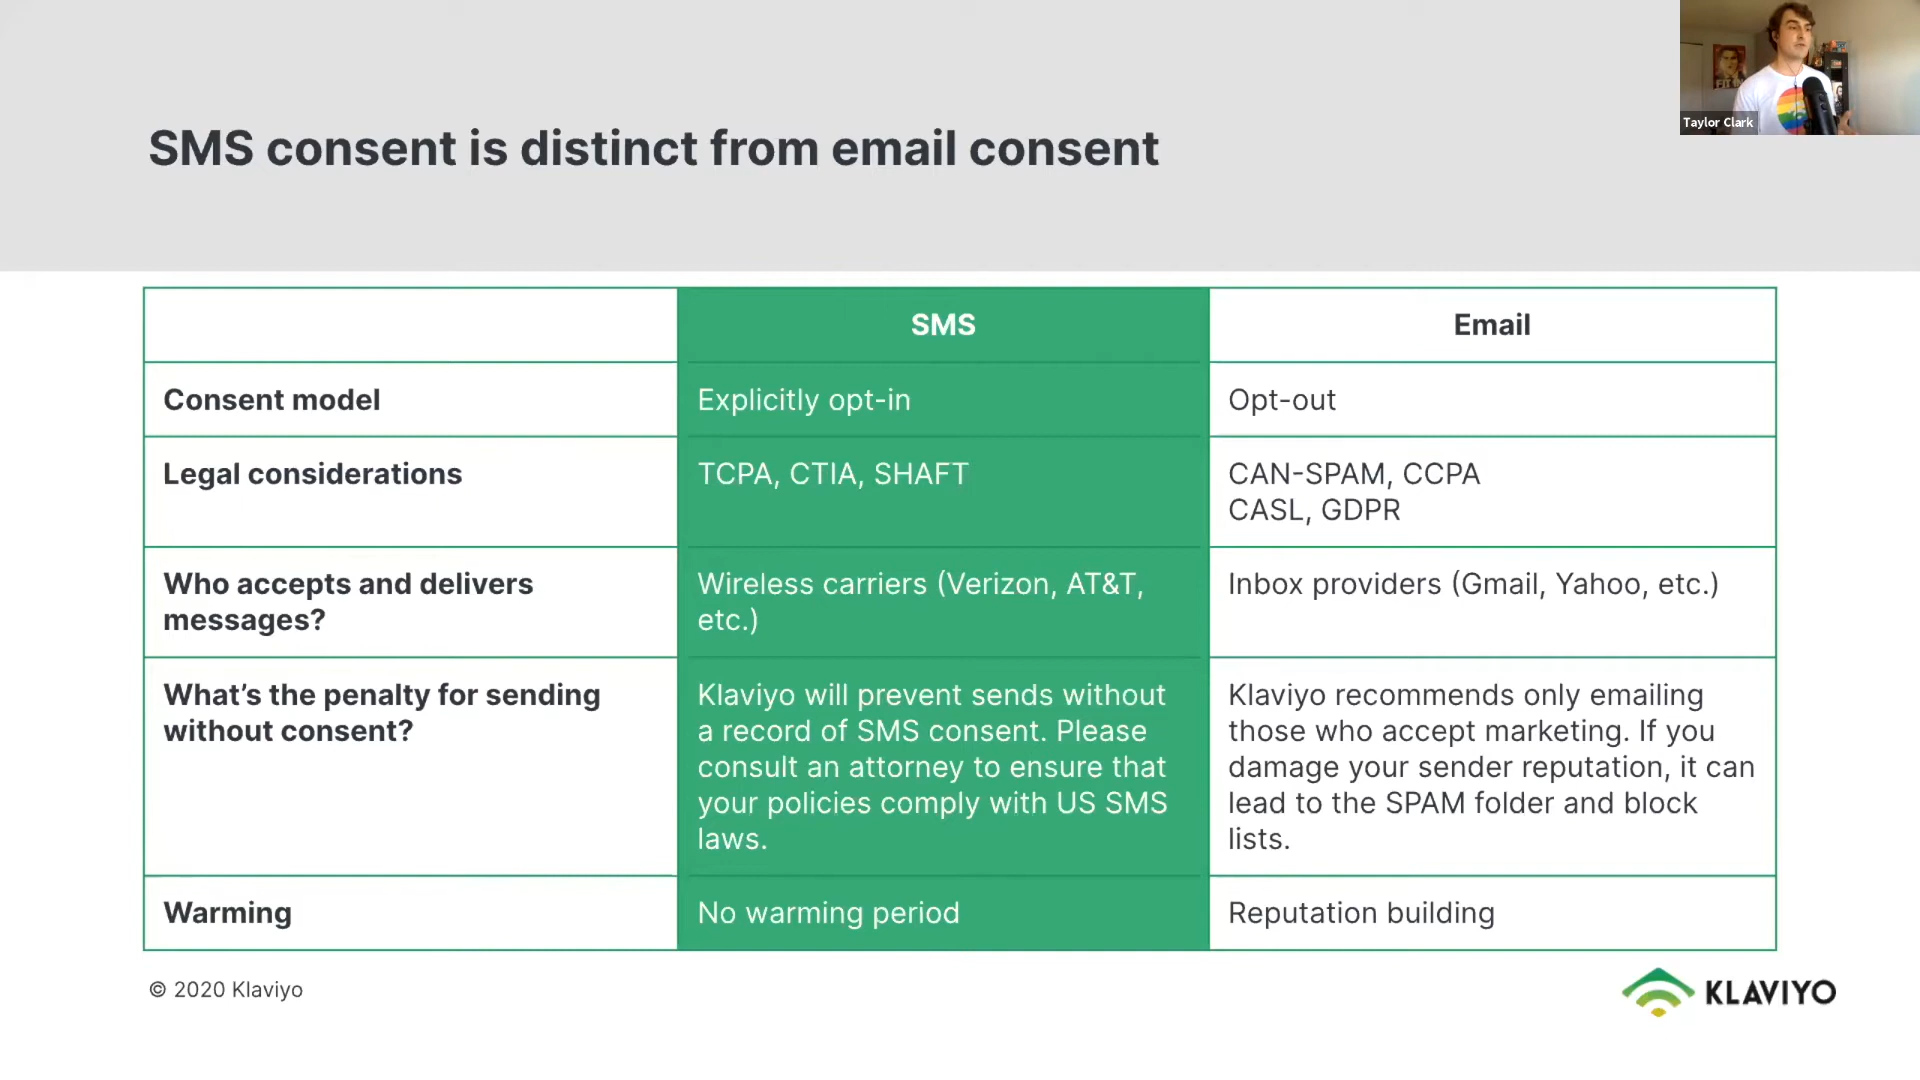 Taylor Clark
SMS consent is distinct from email consent
SMS
Email
Consent model
Explicitly opt-in
Opt-out
Legal considerations
TCPA, CTIA, SHAFT
CAN-SPAM, CCPA
CASL, GDPR
Who accepts and delivers
messages?
Wireless carriers (Verizon, AT&T,
etc.)
Inbox providers (Gmail, Yahoo, etc.)
What's the penalty for sending
without consent?
Klaviyo will prevent sends without
a record of SMS consent. Please
consult an attorney to ensure that
your policies comply with US SMS
laws.
Klaviyo recommends only emailing
those who accept marketing. If you
damage your sender reputation, it can
lead to the SPAM folder and block
lists.
Warming
No warming period
Reputation building
© 2020 Klaviyo
KLAVIYO